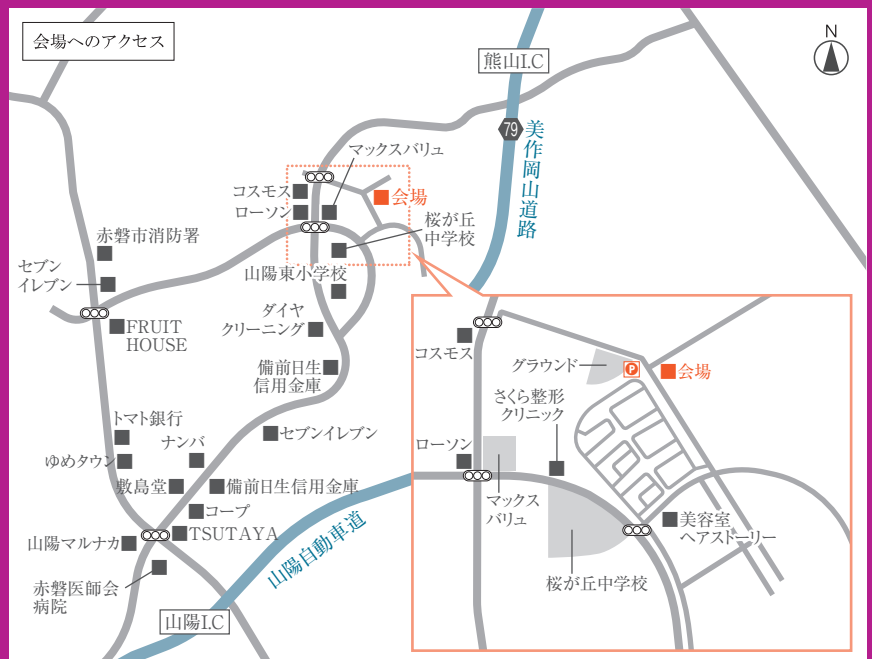 会場へのアクセス
N
熊山I.C
79
美作岡山道路
マックスバリュ
コスモス
会場
ローソン
桜が丘
中学校
赤磐市消防署
セブン
イレブン
山陽東小学校
ダイヤ
クリーニング
FRUIT
HOUSE
備前日生
信用金庫
トマト銀行
ナンバ
セブンイレブン
ゆめタウン
敷島堂
備前日生信用金庫
コープ
TSUTAYA
山陽マルナカ
山陽自動車道
赤磐医師会
病院
山陽I.C
コスモス
グラウンド
P
会場
さくら整形
クリニック
ローソン
マックス
バリュ
美容室
ヘアストーリー
桜が丘中学校